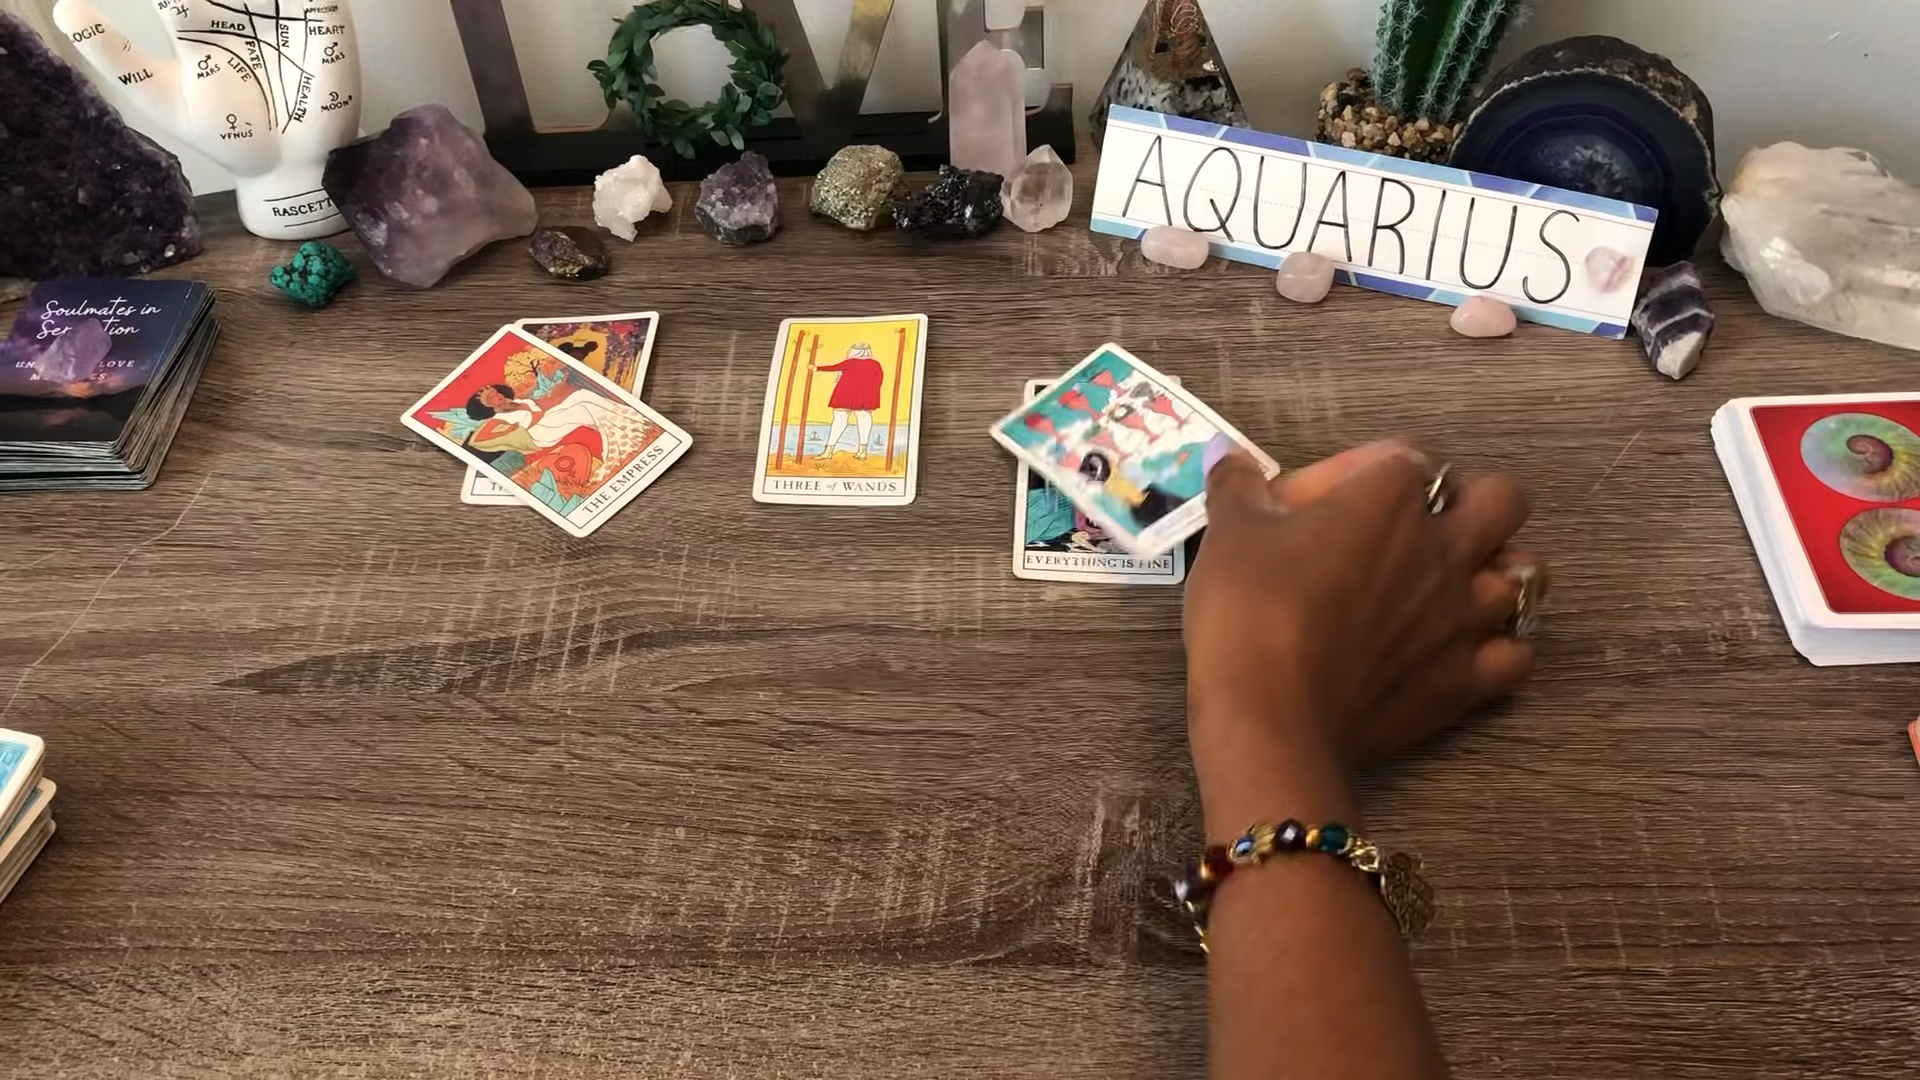 LOVE
LOGIC
WILL
HEAD
HEART
SUN
FATE
LIFE
HEALTH
MARS
MARS
MOON
VENUS
AQUARIUS
Soulmates in
THE EMPRESS
THREE of WANDS
EVERYTHING IS FINE